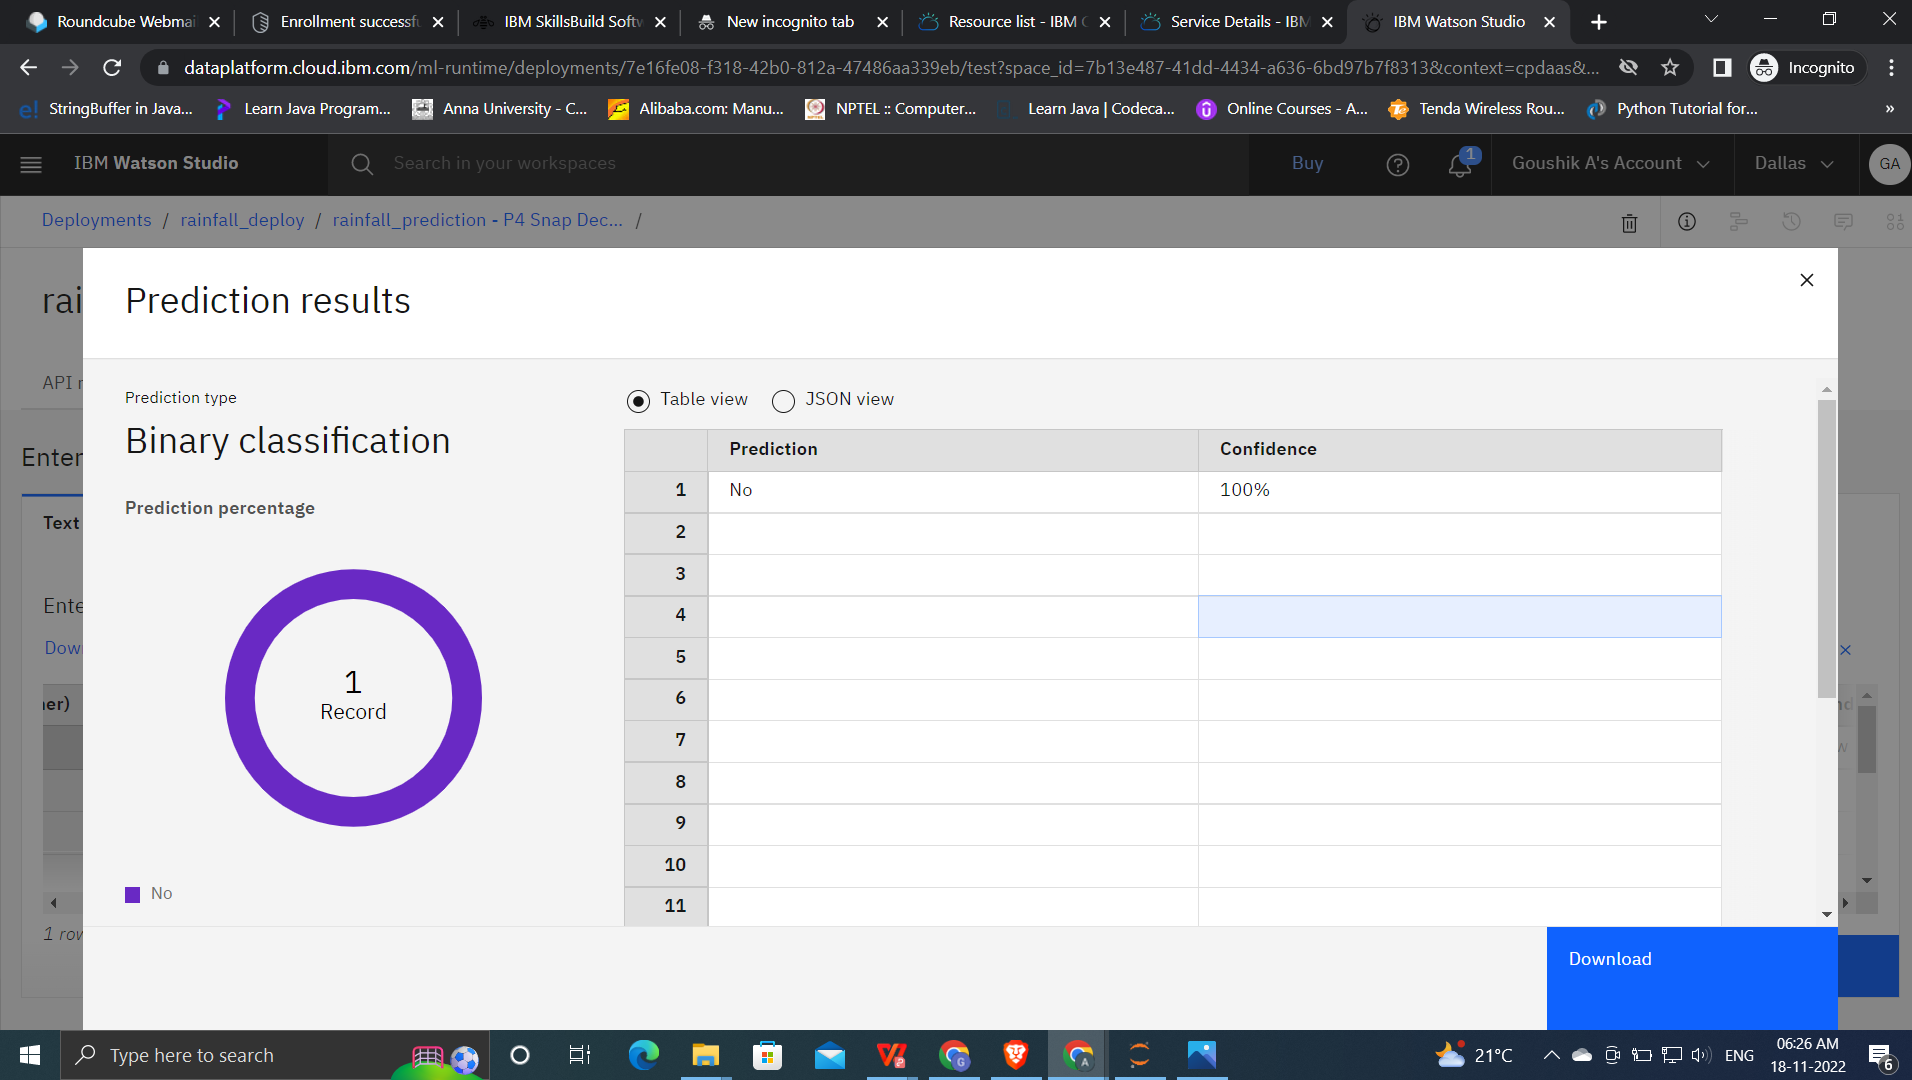 Roundcube Webmai
Enrollment successfu
IBM SkillsBuild Softw
New incognito tab
Resource list - IBM C
Service Details - IBM
IBM Watson Studio
dataplatform.cloud.ibm.com/ml-runtime/deployments/7e16fe08-f318-42b0-812a-47486aa339eb/test?space_id=7b13e487-41dd-4434-a636-6bd97b7f8313&context=cpdaas&...
Incognito
StringBuffer in Java...
Learn Java Program...
Anna University - C...
Alibaba.com: Manu...
NPTEL :: Computer...
Learn Java | Codeca...
Online Courses - A...
Tenda Wireless Rou...
Python Tutorial for...
»
IBM Watson Studio
Search in your workspaces
Buy
1
Goushik A's Account
Dallas
GA
Deployments / rainfall_deploy / rainfall_prediction - P4 Snap Dec... /
rai
Prediction results
API r
Prediction type
Table view
JSON view
Binary classification
Enter
Prediction Confidence
1 No 100%
Prediction percentage
Text
2
3
Ente
4
Down
5
1
Record
6
ner)
7
8
9
10
No
11
1 row
Download
Type here to search
21°C
ENG
06:26 AM
18-11-2022
6